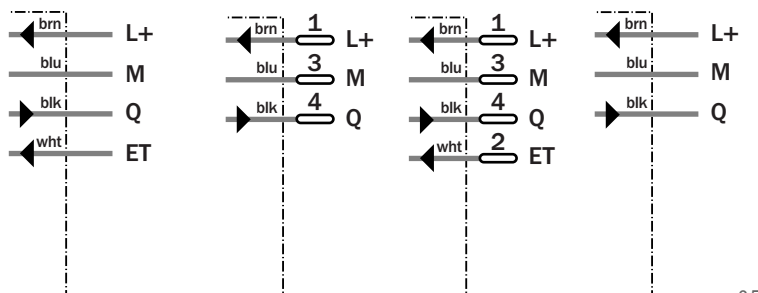 brn L+
blu M
blk Q
wht ET
brn 1 L+
blu 3 M
blk 4 Q
brn 1 L+
blu 3 M
blk 4 Q
wht 2 ET
brn L+
blu M
blk Q